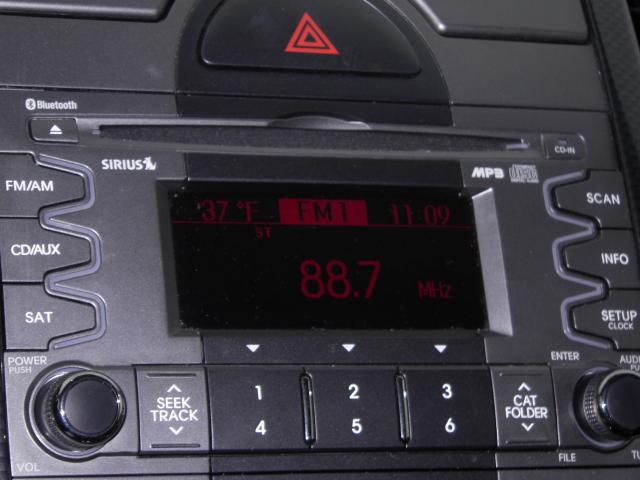 Bluetooth
SIRIUS
MP3
CD-IN
FM/AM
CD/AUX
SAT
37 °F FM1 11:09
ST
88.7 MHz
SCAN
INFO
SETUP
CLOCK
POWER
PUSH
VOL
SEEK
TRACK
1 2 3
4 5 6
CAT
FOLDER
ENTER
FILE